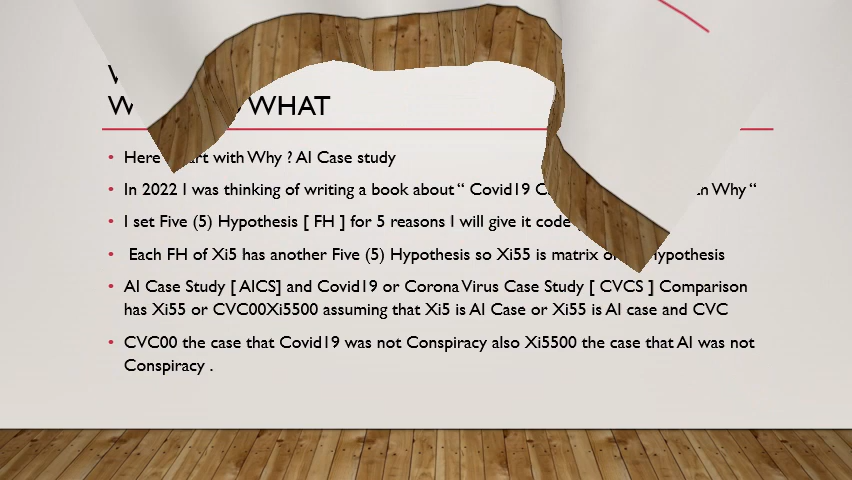 WHAT
• Here with Why ? AI Case study
• In 2022 I was thinking of writing a book about “ Covid19 Why “
• I set Five (5) Hypothesis [ FH ] for 5 reasons I will give it code
• Each FH of Xi5 has another Five (5) Hypothesis so Xi55 is matrix
• AI Case Study [ AICS] and Covid19 or Corona Virus Case Study [ CVCS ] Comparison
has Xi55 or CVC00Xi5500 assuming that Xi5 is AI Case or Xi55 is AI case and CVC
• CVC00 the case that Covid19 was not Conspiracy also Xi5500 the case that AI was not
Conspiracy .